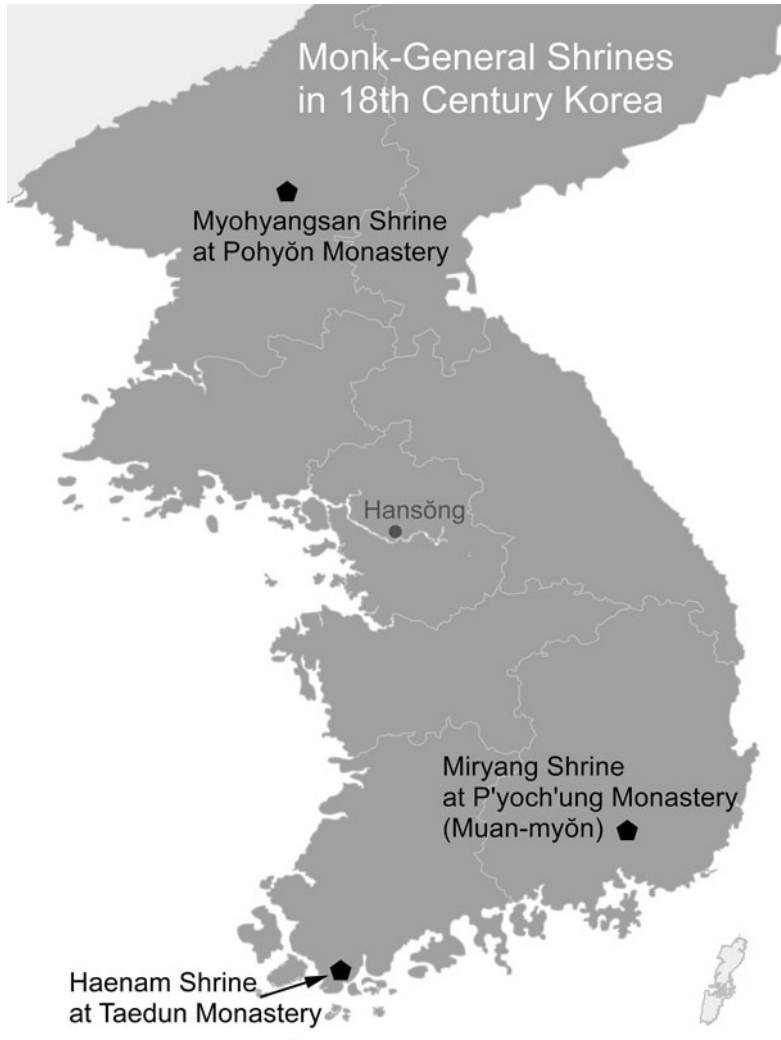 Monk-General Shrines
in 18th Century Korea
Myohyangsan Shrine
at Pohyŏn Monastery
Hansŏng
Miryang Shrine
at P'yoch'ung Monastery
(Muan-myŏn)
Haenam Shrine
at Taedun Monastery